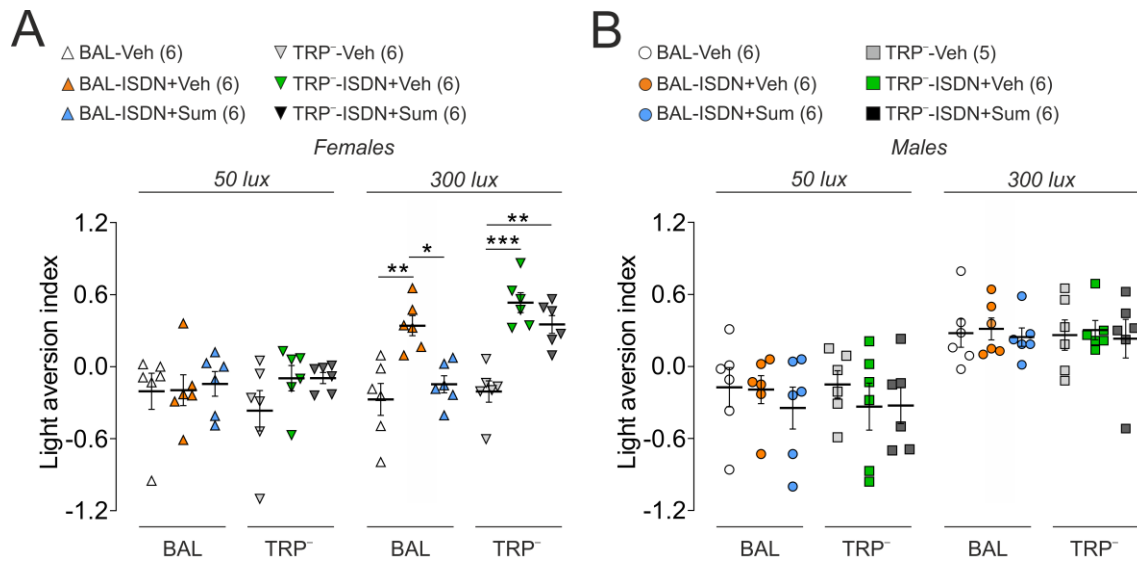 A
BAL-Veh (6) TRP⁻-Veh (6)
BAL-ISDN+Veh (6) TRP⁻-ISDN+Veh (6)
BAL-ISDN+Sum (6) TRP⁻-ISDN+Sum (6)
Females
50 lux 300 lux
Light aversion index
1.2
0.6
0.0
-0.6
-1.2
** * *** **
BAL TRP⁻ BAL TRP⁻
B
BAL-Veh (6) TRP⁻-Veh (5)
BAL-ISDN+Veh (6) TRP⁻-ISDN+Veh (6)
BAL-ISDN+Sum (6) TRP⁻-ISDN+Sum (6)
Males
50 lux 300 lux
Light aversion index
1.2
0.6
0.0
-0.6
-1.2
BAL TRP⁻ BAL TRP⁻